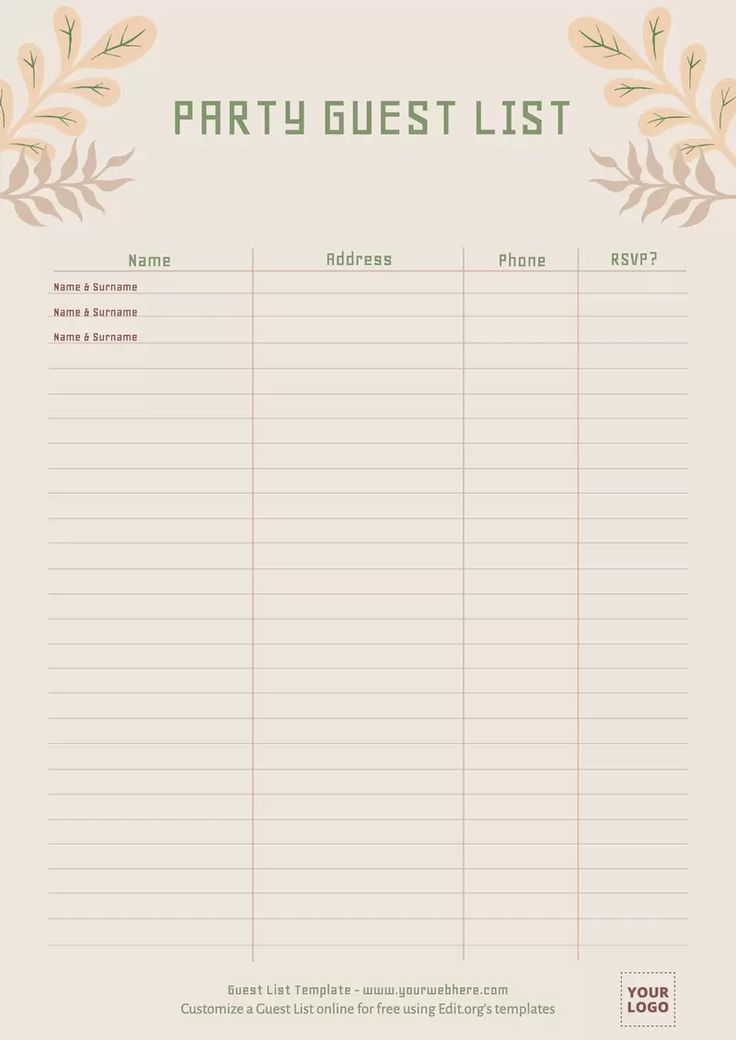 PARTY GUEST LIST
Name Address Phone RSVP?
Name & Surname
Name & Surname
Name & Surname
Guest List Template - www.yourwebhere.com
Customize a Guest List online for free using Edit.org's templates
YOUR
LOGO